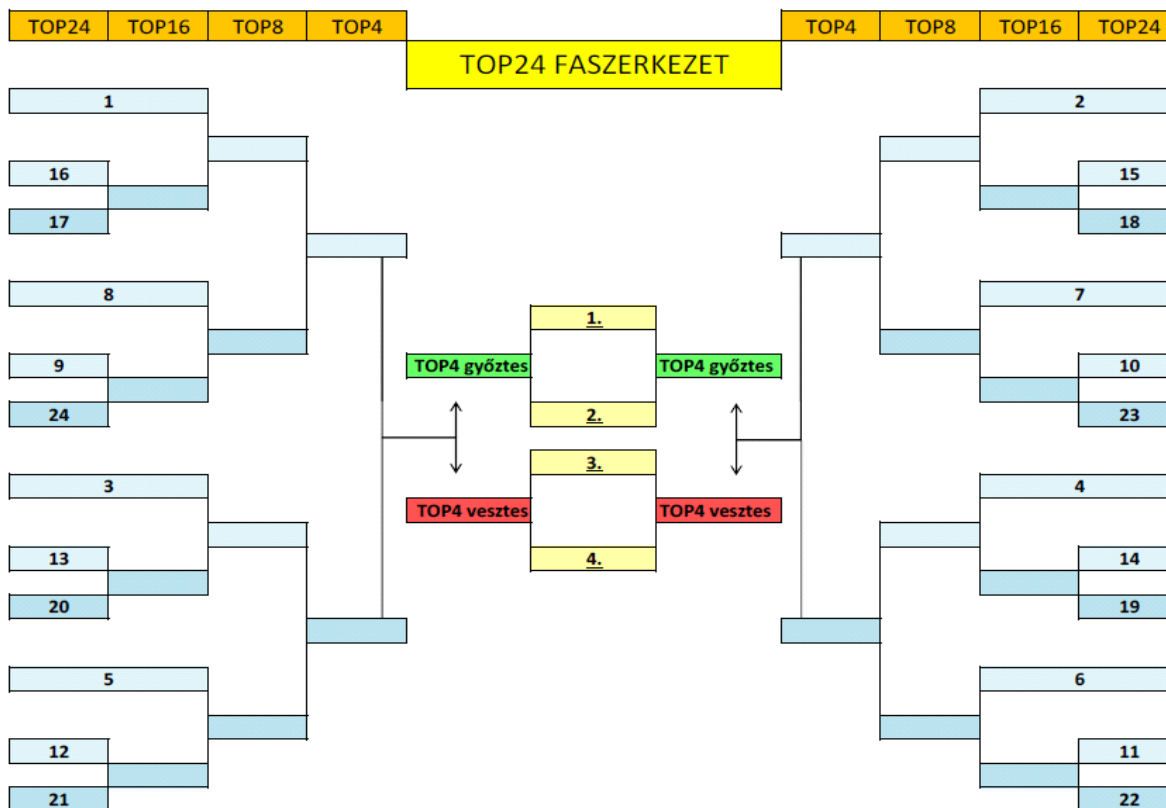 TOP24 TOP16 TOP8 TOP4 TOP4 TOP8 TOP16 TOP24
TOP24 FASZERKEZET
1 2
16 15
17 18
8 7
1.
9 TOP4 győztes TOP4 győztes 10
24 2. 23
3 3. 4
TOP4 vesztes TOP4 vesztes
13 4. 14
20 19
5 6
12 11
21 22